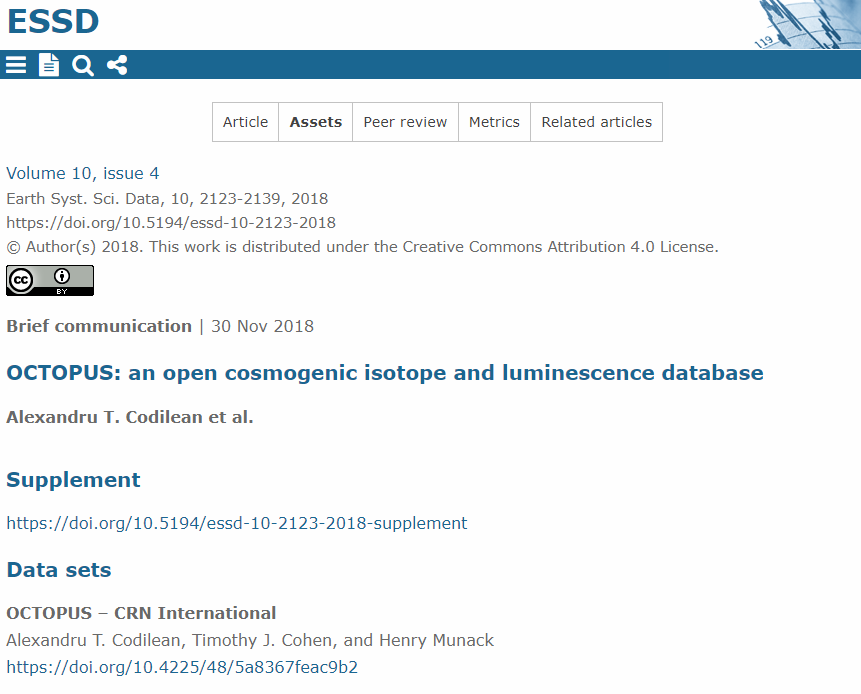 ESSD
119
Article Assets Peer review Metrics Related articles
Volume 10, issue 4
Earth Syst. Sci. Data, 10, 2123-2139, 2018
https://doi.org/10.5194/essd-10-2123-2018
© Author(s) 2018. This work is distributed under the Creative Commons Attribution 4.0 License.
cc
BY
Brief communication | 30 Nov 2018
OCTOPUS: an open cosmogenic isotope and luminescence database
Alexandru T. Codilean et al.
Supplement
https://doi.org/10.5194/essd-10-2123-2018-supplement
Data sets
OCTOPUS – CRN International
Alexandru T. Codilean, Timothy J. Cohen, and Henry Munack
https://doi.org/10.4225/48/5a8367feac9b2